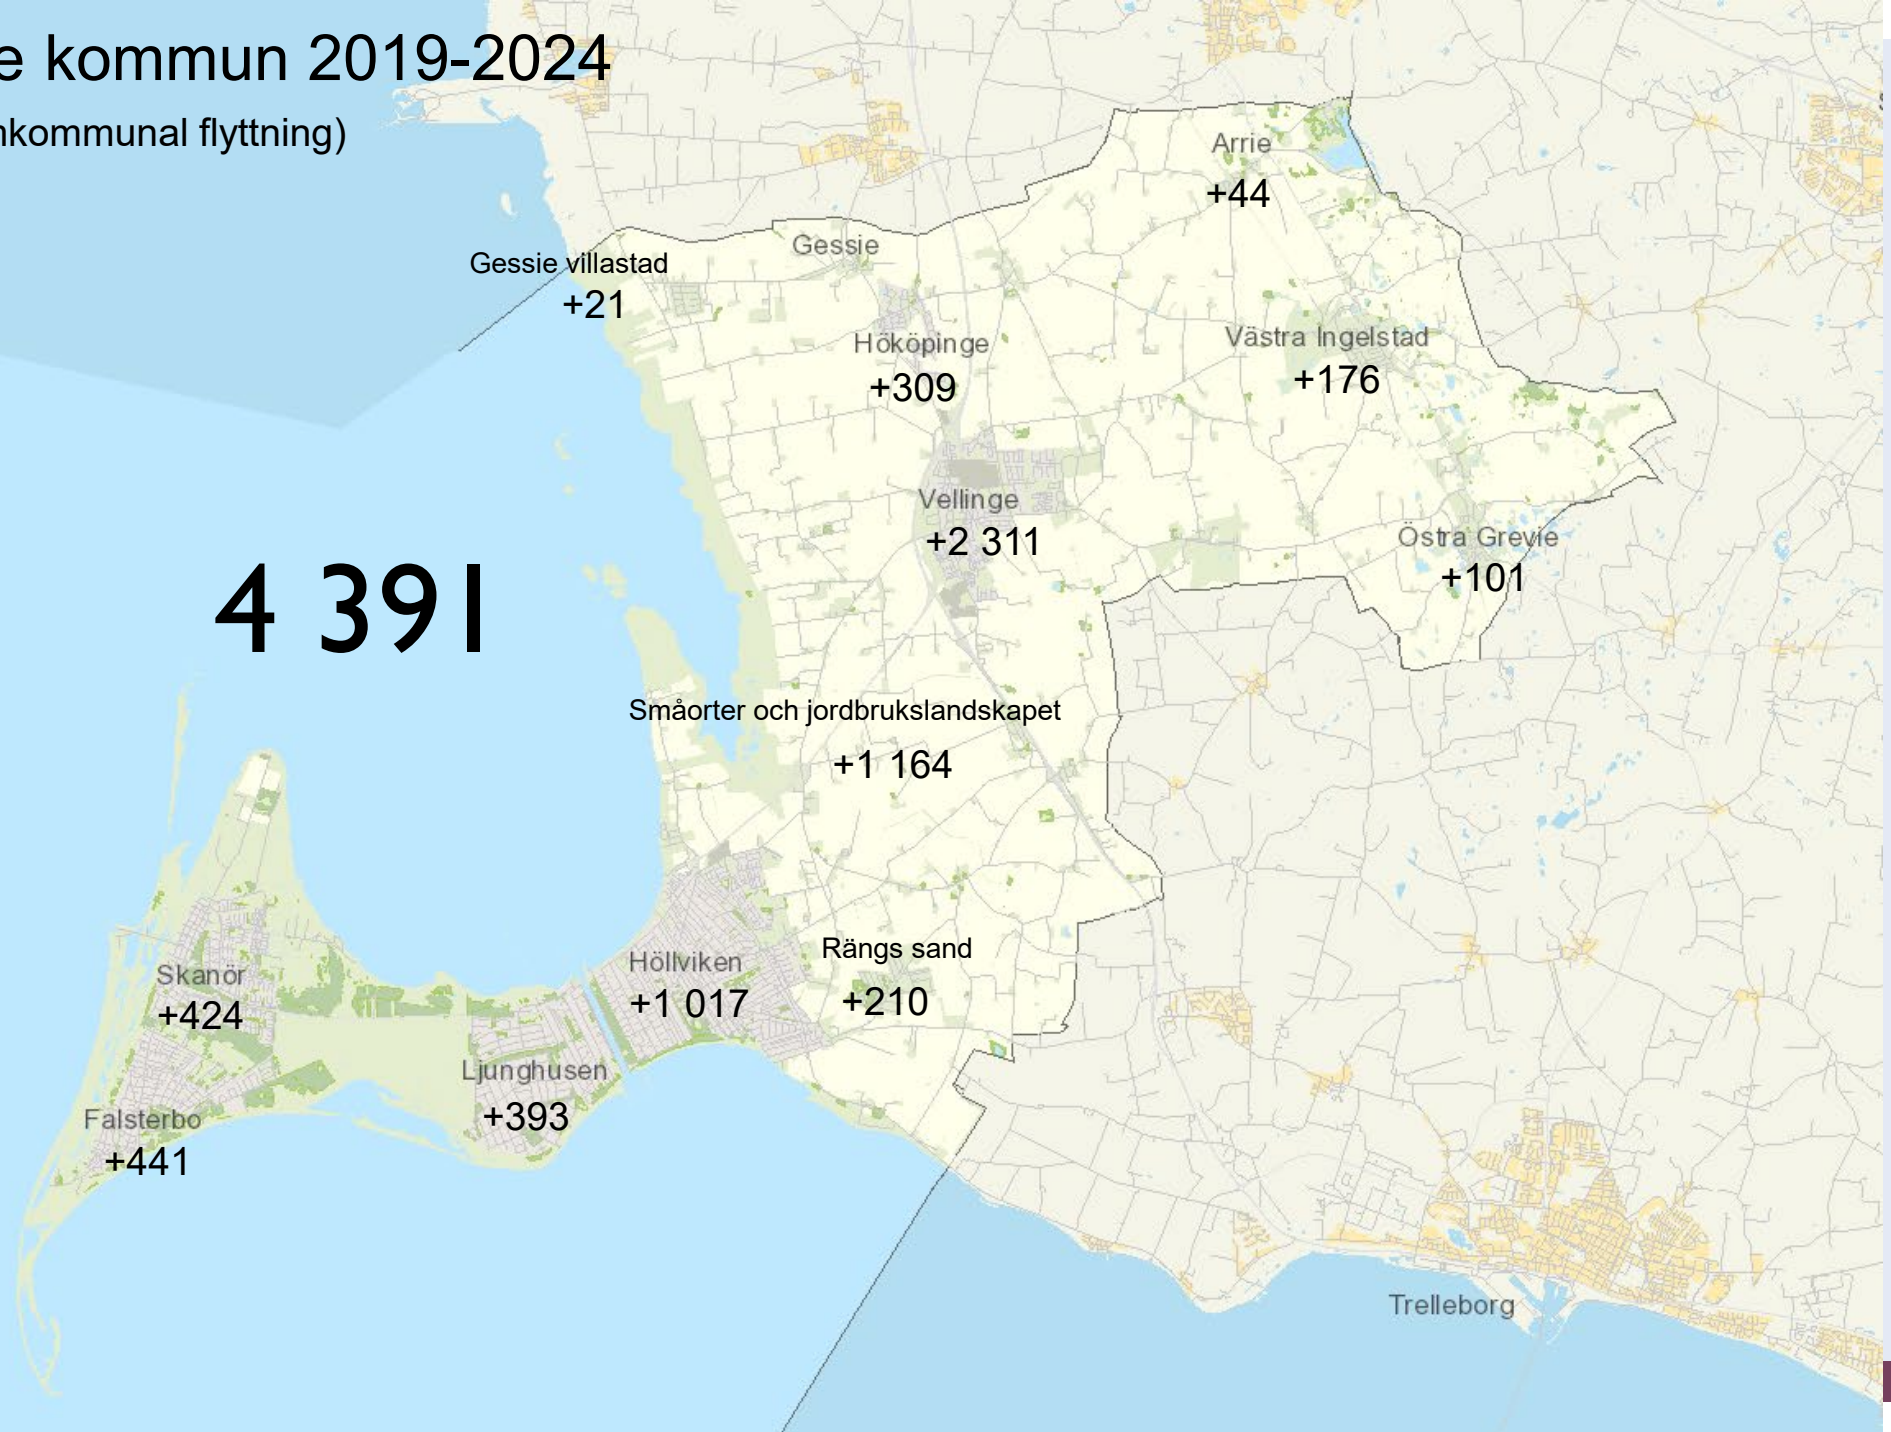 e kommun 2019-2024
kommunal flyttning)
Arrie
+44
Gessie
Gessie villastad
+21
Hököpinge
+309
Västra Ingelstad
+176
Vellinge
+2 311
Östra Grevie
+101
4 391
Småorter och jordbrukslandskapet
+1 164
Rängs sand
+210
Höllviken
+1 017
Skanör
+424
Ljunghusen
+393
Falsterbo
+441
Trelleborg